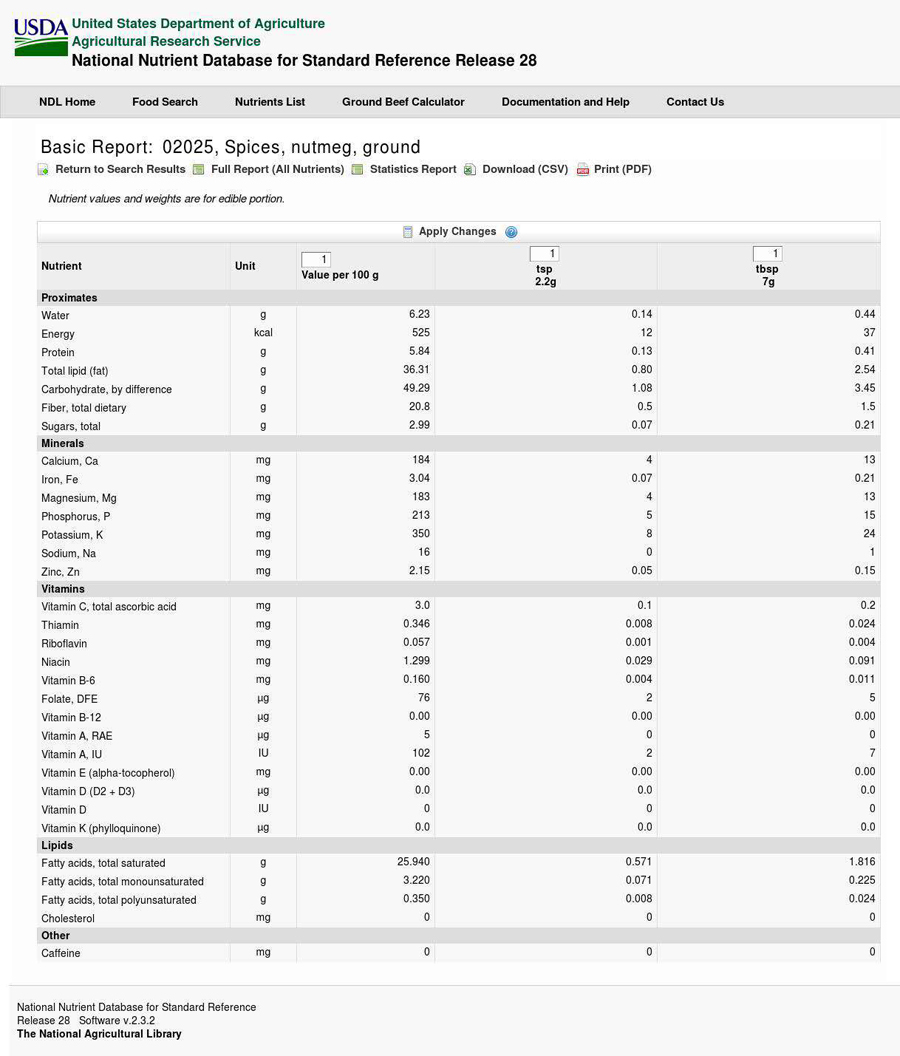 USDA United States Department of Agriculture
Agricultural Research Service
National Nutrient Database for Standard Reference Release 28
NDL Home Food Search Nutrients List Ground Beef Calculator Documentation and Help Contact Us
Basic Report: 02025, Spices, nutmeg, ground
Return to Search Results Full Report (All Nutrients) Statistics Report Download (CSV) Print (PDF)
Nutrient values and weights are for edible portion.
Apply Changes ?
Nutrient Unit 1 Value per 100 g 1 tsp 2.2g 1 tbsp 7g
Proximates
Water g 6.23 0.14 0.44
Energy kcal 525 12 37
Protein g 5.84 0.13 0.41
Total lipid (fat) g 36.31 0.80 2.54
Carbohydrate, by difference g 49.29 1.08 3.45
Fiber, total dietary g 20.8 0.5 1.5
Sugars, total g 2.99 0.07 0.21
Minerals
Calcium, Ca mg 184 4 13
Iron, Fe mg 3.04 0.07 0.21
Magnesium, Mg mg 183 4 13
Phosphorus, P mg 213 5 15
Potassium, K mg 350 8 24
Sodium, Na mg 16 0 1
Zinc, Zn mg 2.15 0.05 0.15
Vitamins
Vitamin C, total ascorbic acid mg 3.0 0.1 0.2
Thiamin mg 0.346 0.008 0.024
Riboflavin mg 0.057 0.001 0.004
Niacin mg 1.299 0.029 0.091
Vitamin B-6 mg 0.160 0.004 0.011
Folate, DFE µg 76 2 5
Vitamin B-12 µg 0.00 0.00 0.00
Vitamin A, RAE µg 5 0 0
Vitamin A, IU IU 102 2 7
Vitamin E (alpha-tocopherol) mg 0.00 0.00 0.00
Vitamin D (D2 + D3) µg 0.0 0.0 0.0
Vitamin D IU 0 0 0
Vitamin K (phylloquinone) µg 0.0 0.0 0.0
Lipids
Fatty acids, total saturated g 25.940 0.571 1.816
Fatty acids, total monounsaturated g 3.220 0.071 0.225
Fatty acids, total polyunsaturated g 0.350 0.008 0.024
Cholesterol mg 0 0 0
Other
Caffeine mg 0 0 0
National Nutrient Database for Standard Reference
Release 28 Software v.2.3.2
The National Agricultural Library